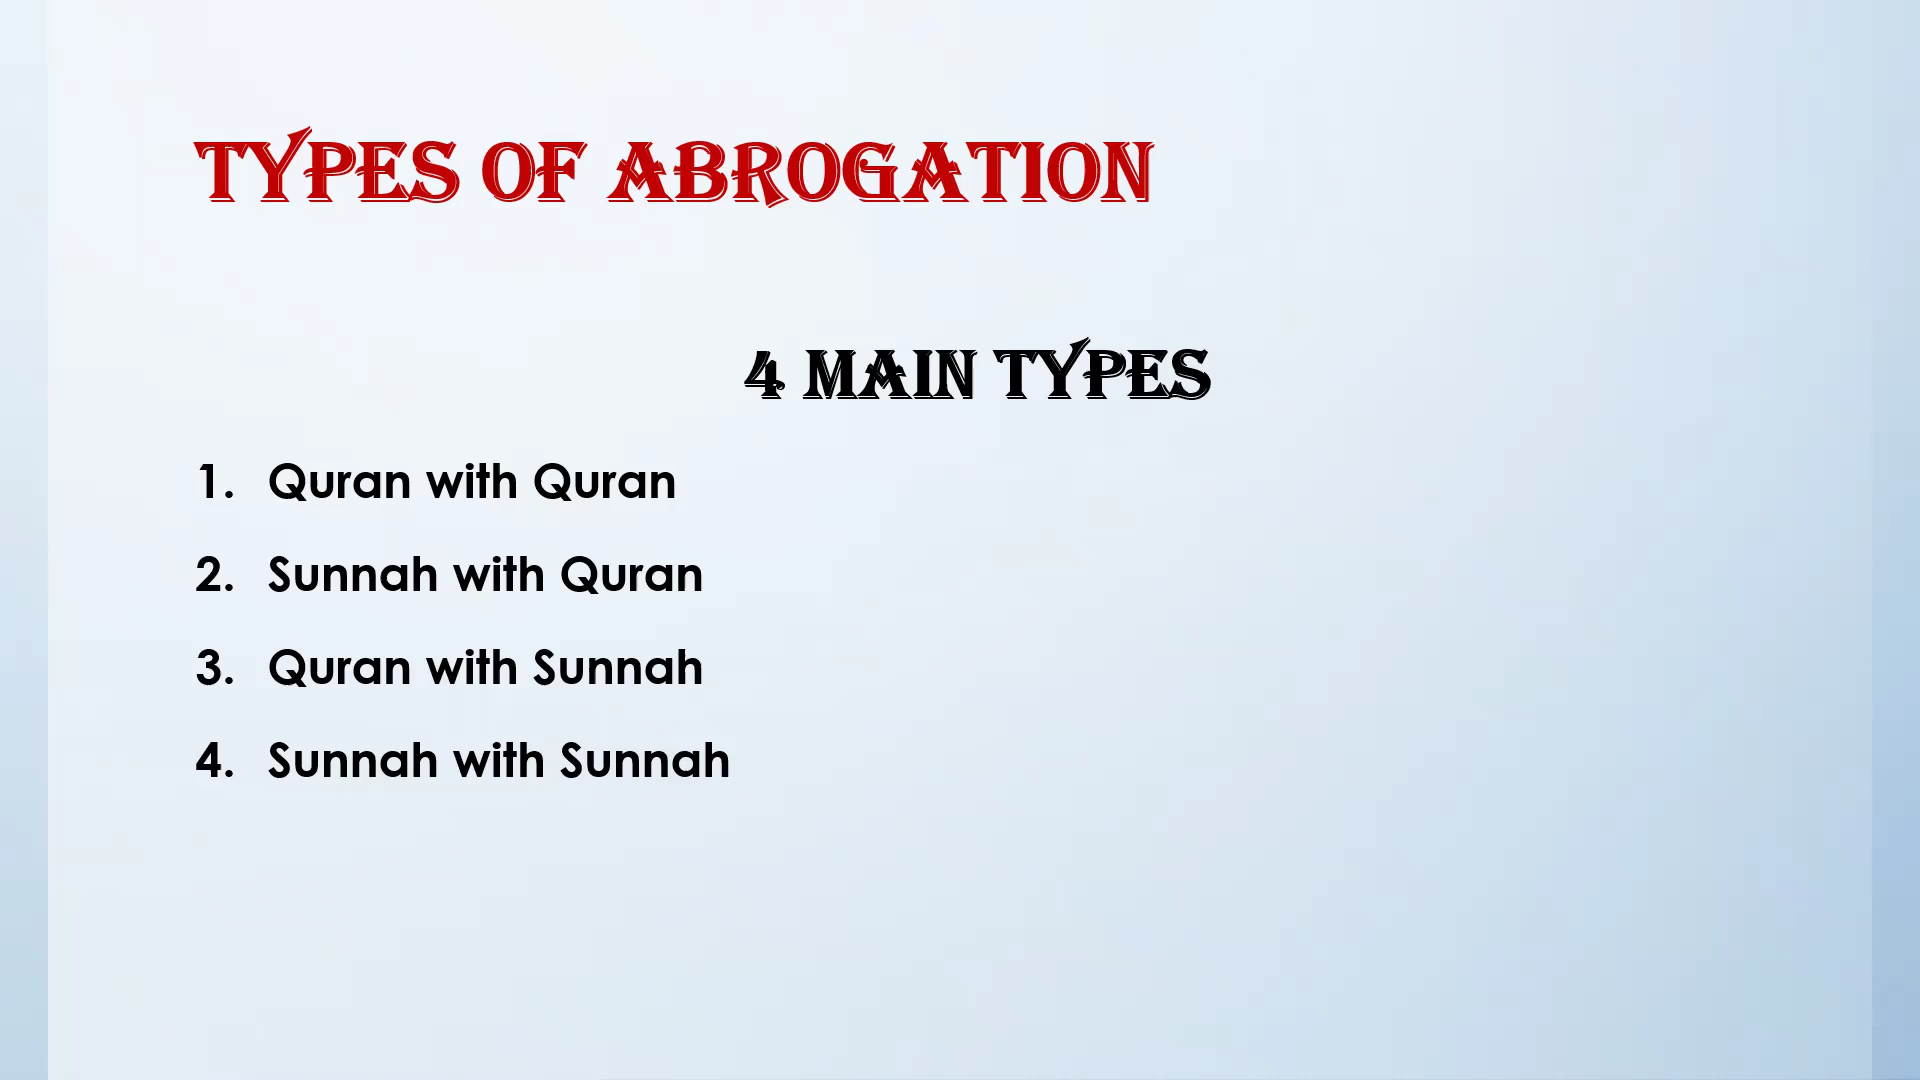 TYPES OF ABROGATION
4 MAIN TYPES
1. Quran with Quran
2. Sunnah with Quran
3. Quran with Sunnah
4. Sunnah with Sunnah